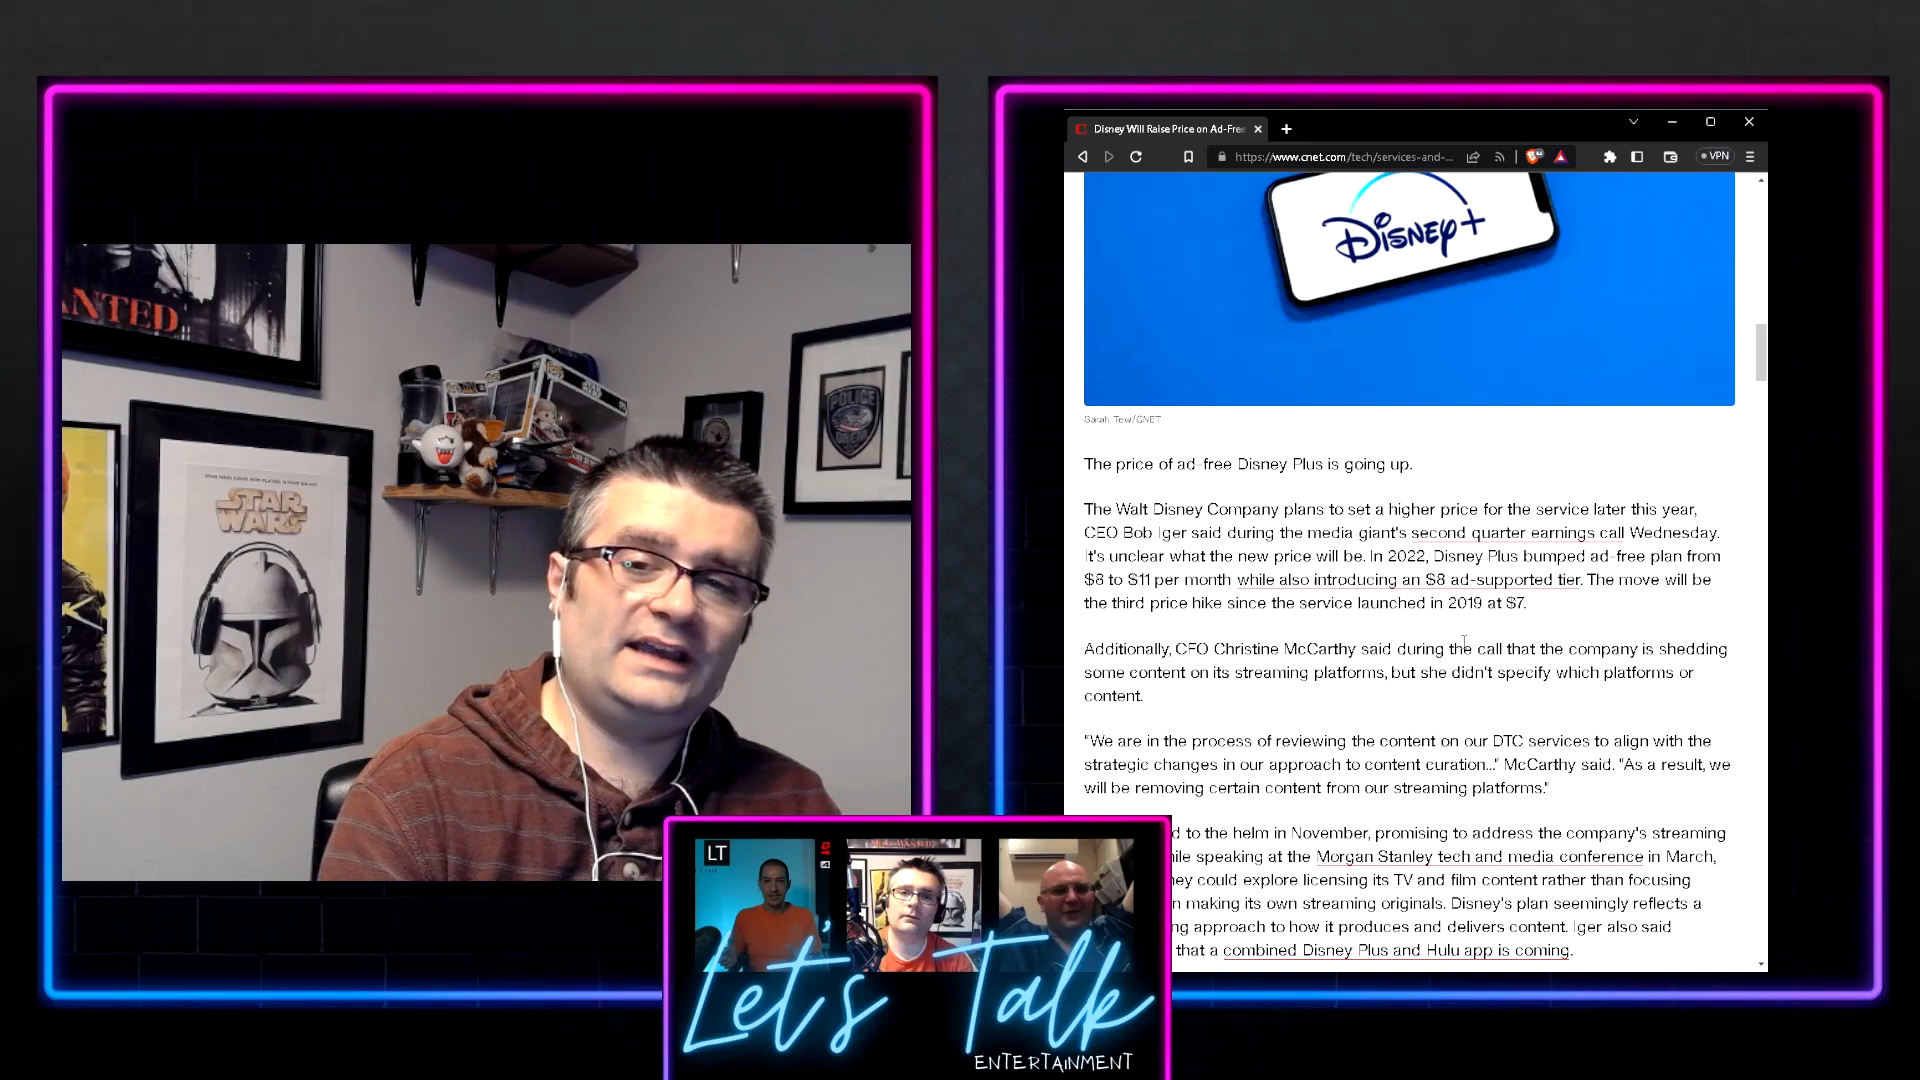 ANTED
STAR
WARS
POLICE
OREM
Disney Will Raise Price on Ad-Free
https://www.cnet.com/tech/services-and-...
VPN
Disney+
Sarah Tew/CNET
The price of ad-free Disney Plus is going up.
The Walt Disney Company plans to set a higher price for the service later this year,
CEO Bob Iger said during the media giant's second quarter earnings call Wednesday.
It's unclear what the new price will be. In 2022, Disney Plus bumped ad-free plan from
$8 to $11 per month while also introducing an $8 ad-supported tier. The move will be
the third price hike since the service launched in 2019 at $7.
Additionally, CFO Christine McCarthy said during the call that the company is shedding
some content on its streaming platforms, but she didn't specify which platforms or
content.
"We are in the process of reviewing the content on our DTC services to align with the
strategic changes in our approach to content curation..." McCarthy said. "As a result, we
will be removing certain content from our streaming platforms."
d to the helm in November, promising to address the company's streaming
ile speaking at the Morgan Stanley tech and media conference in March,
ey could explore licensing its TV and film content rather than focusing
n making its own streaming originals. Disney's plan seemingly reflects a
ng approach to how it produces and delivers content. Iger also said
that a combined Disney Plus and Hulu app is coming.
LT
Let's Talk
ENTERTAINMENT